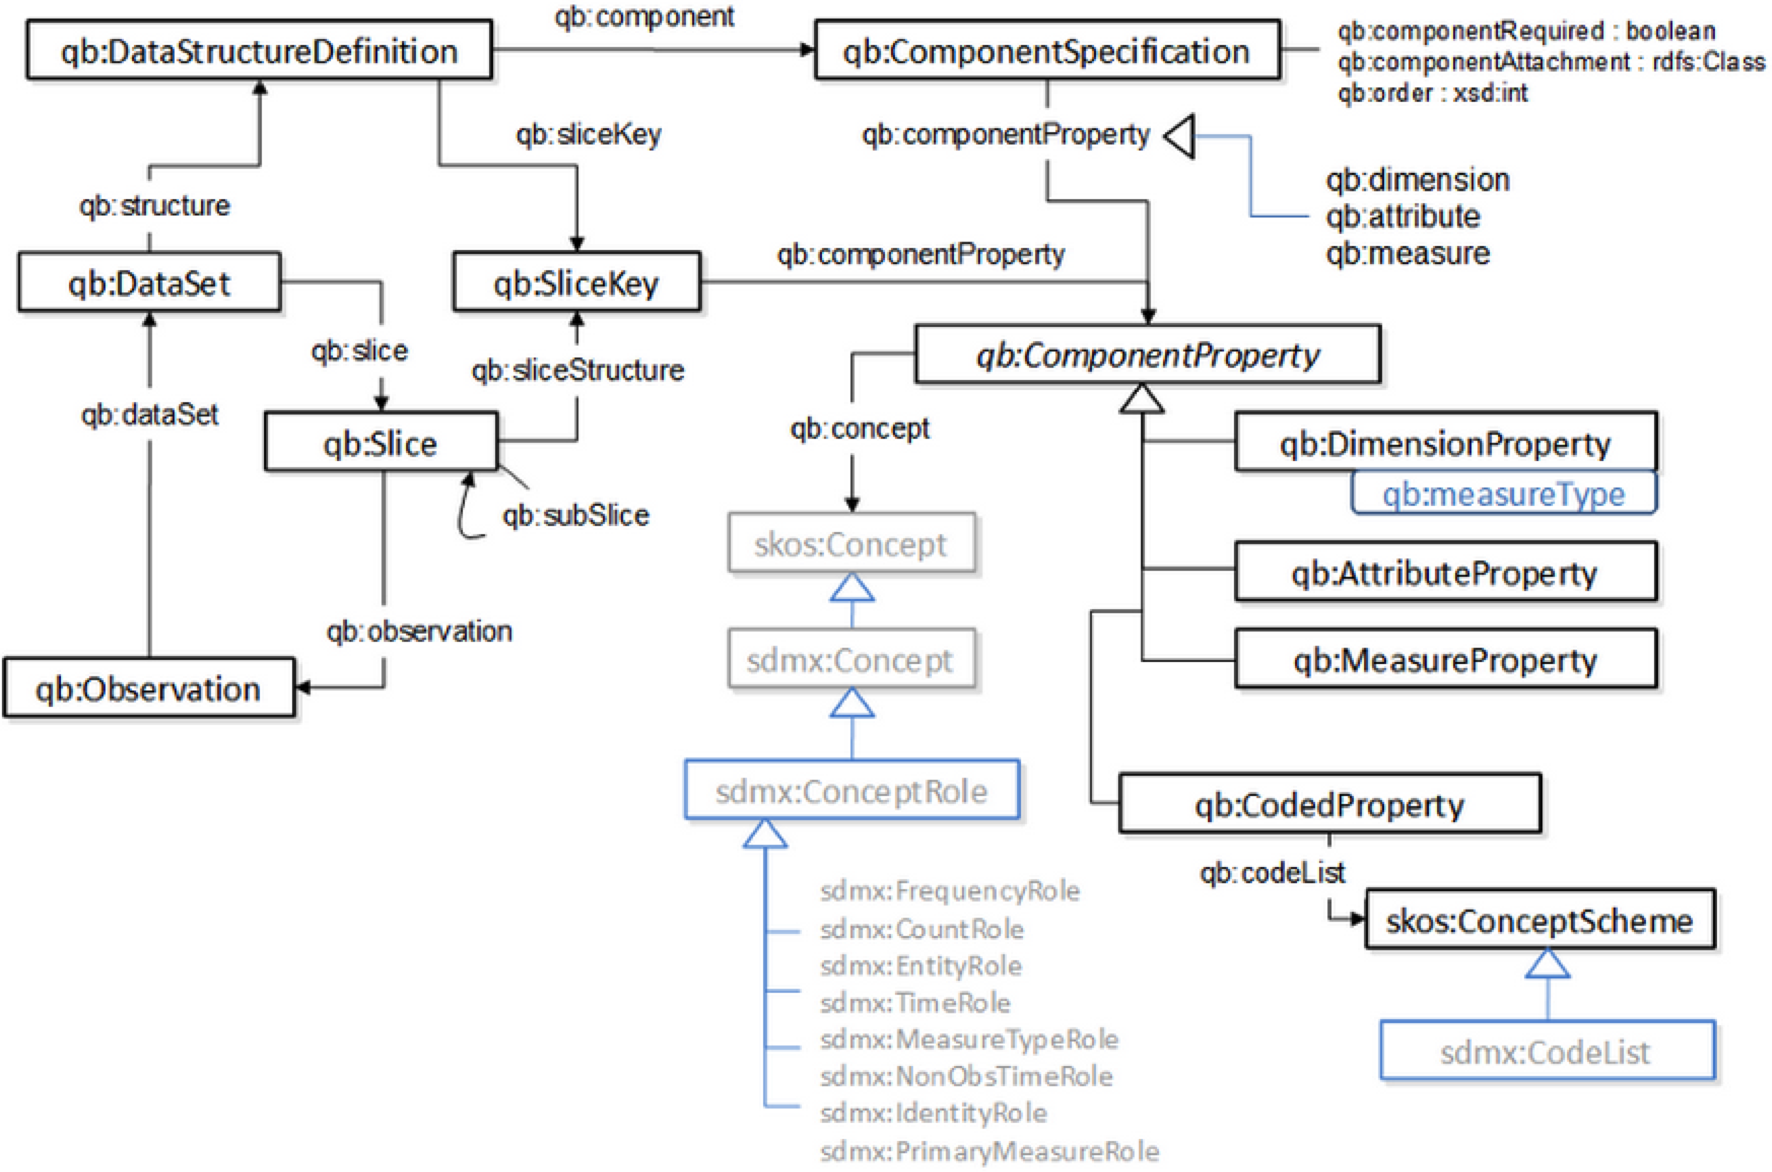 qb:component
qb:DataStructureDefinition
qb:ComponentSpecification
qb:componentRequired : boolean
qb:componentAttachment : rdfs:Class
qb:order : xsd:int
qb:sliceKey
qb:componentProperty
qb:dimension
qb:attribute
qb:measure
qb:structure
qb:componentProperty
qb:DataSet
qb:SliceKey
qb:slice
qb:sliceStructure
qb:ComponentProperty
qb:dataSet
qb:concept
qb:Slice
qb:DimensionProperty
qb:measureType
qb:subSlice
skos:Concept
qb:AttributeProperty
qb:observation
sdmx:Concept
qb:MeasureProperty
qb:Observation
sdmx:ConceptRole
qb:CodedProperty
qb:codeList
sdmx:FrequencyRole
sdmx:CountRole
sdmx:EntityRole
sdmx:TimeRole
sdmx:MeasureTypeRole
sdmx:NonObsTimeRole
sdmx:IdentityRole
sdmx:PrimaryMeasureRole
skos:ConceptScheme
sdmx:CodeList